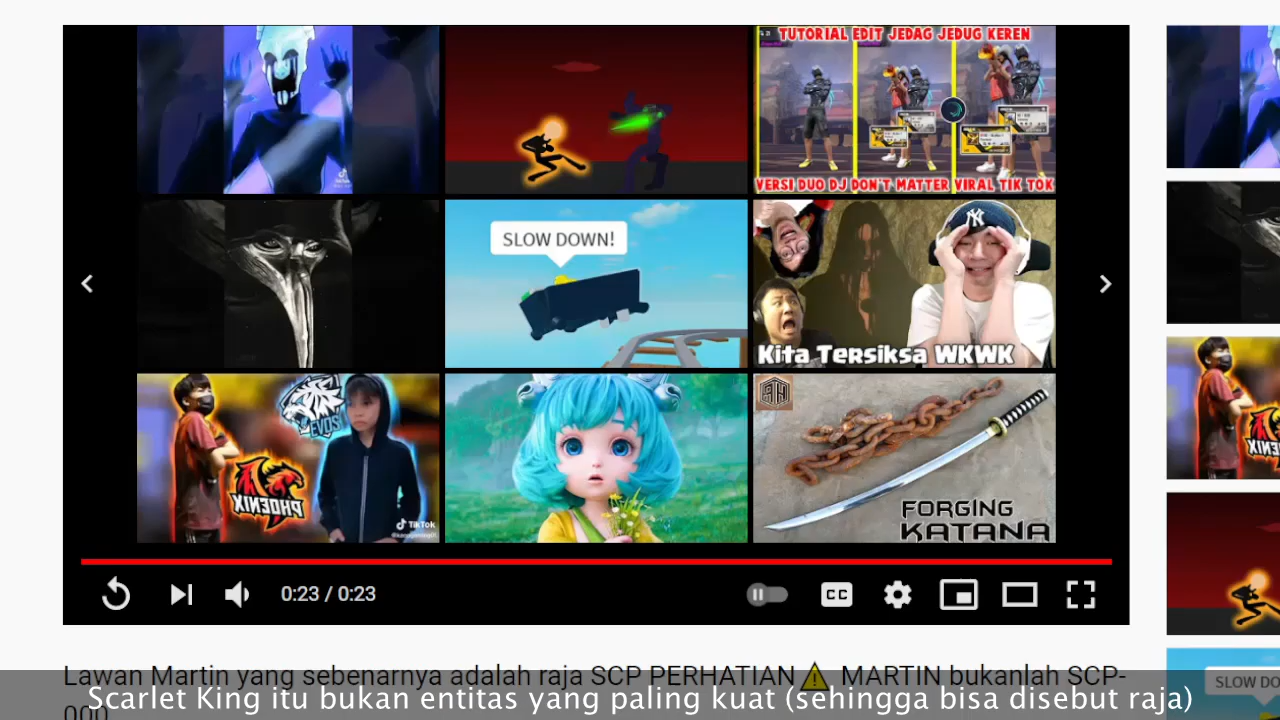 TUTORIAL EDIT JEDAG JEDUG KEREN
VERSI DUO DJ DON'T MATTER VIRAL TIK TOK
SLOW DOWN!
NY
Kita Tersiksa WKWK
EVOS
PHOENIX
TikTok
FORGING
KATANA
0:23 / 0:23
CC
Lawan Martin yang sebenarnya adalah raja SCP PERHATIAN⚠ MARTIN bukanlah SCP-
000
Scarlet King itu bukan entitas yang paling kuat (sehingga bisa disebut raja)
SLOW DO